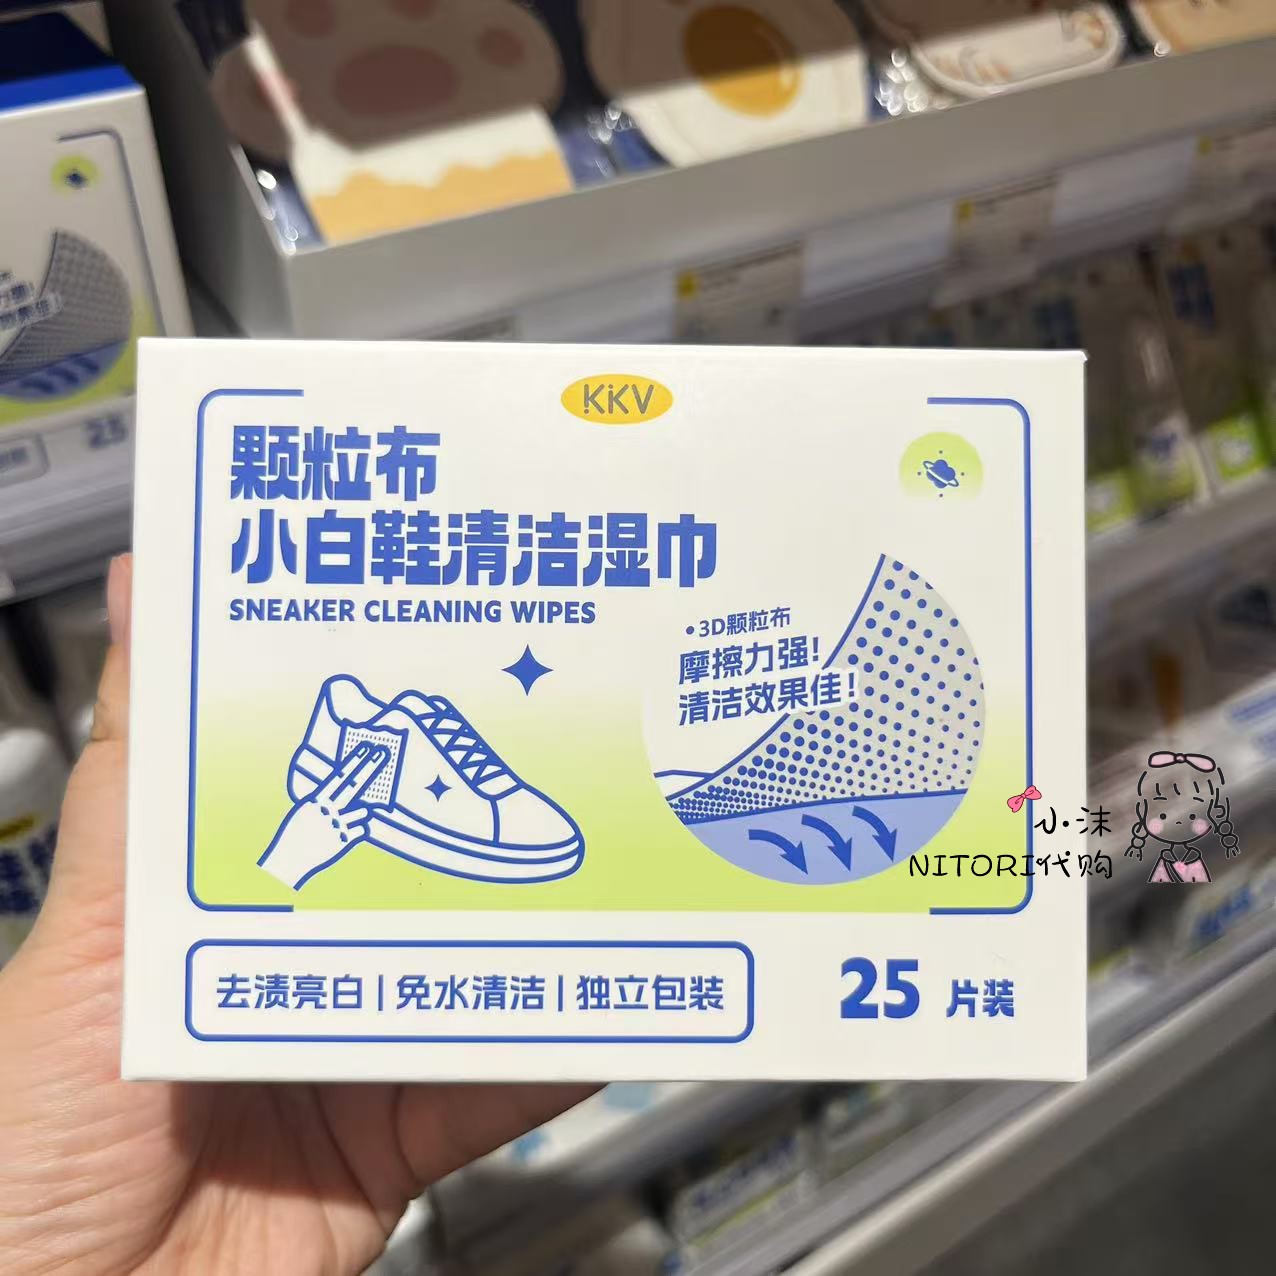 KKV
颗粒布
小白鞋清洁湿巾
SNEAKER CLEANING WIPES
•3D颗粒布
摩擦力强!
清洁效果佳!
小沫
NITORI代购
去渍亮白|免水清洁|独立包装
25 片装
25